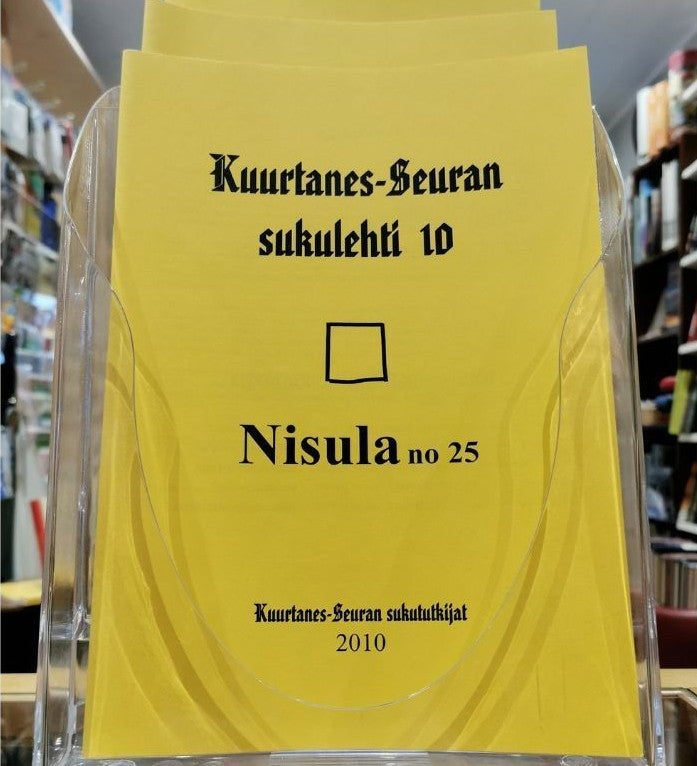 Kuurtanes-Seuran
sukulehti 10
Nisula no 25
Kuurtanes-Seuran sukututkijat
2010